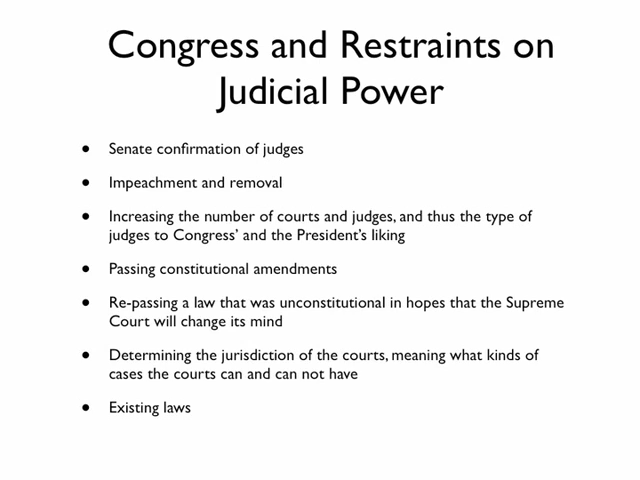 Congress and Restraints on
Judicial Power
• Senate confirmation of judges
• Impeachment and removal
• Increasing the number of courts and judges, and thus the type of
judges to Congress' and the President's liking
• Passing constitutional amendments
• Re-passing a law that was unconstitutional in hopes that the Supreme
Court will change its mind
• Determining the jurisdiction of the courts, meaning what kinds of
cases the courts can and can not have
• Existing laws